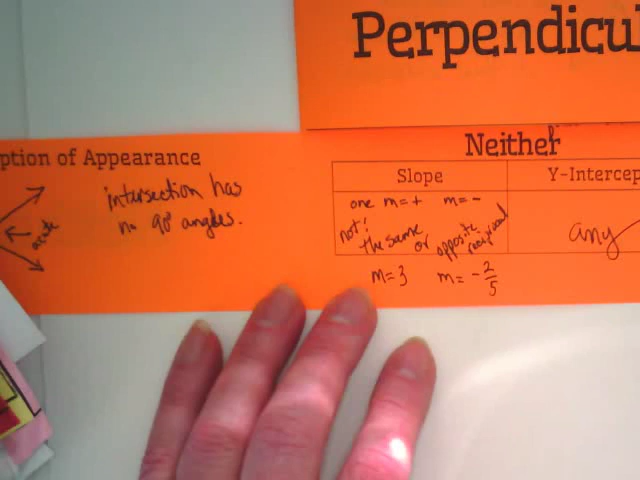 Perpendicu
Neither
ption of Appearance
Slope
Y-Intercep
intersection has
no 90° angles.
acute
one m=+ m=-
not!
the same or opposite reciprocal
any
m=3 m=-2/5